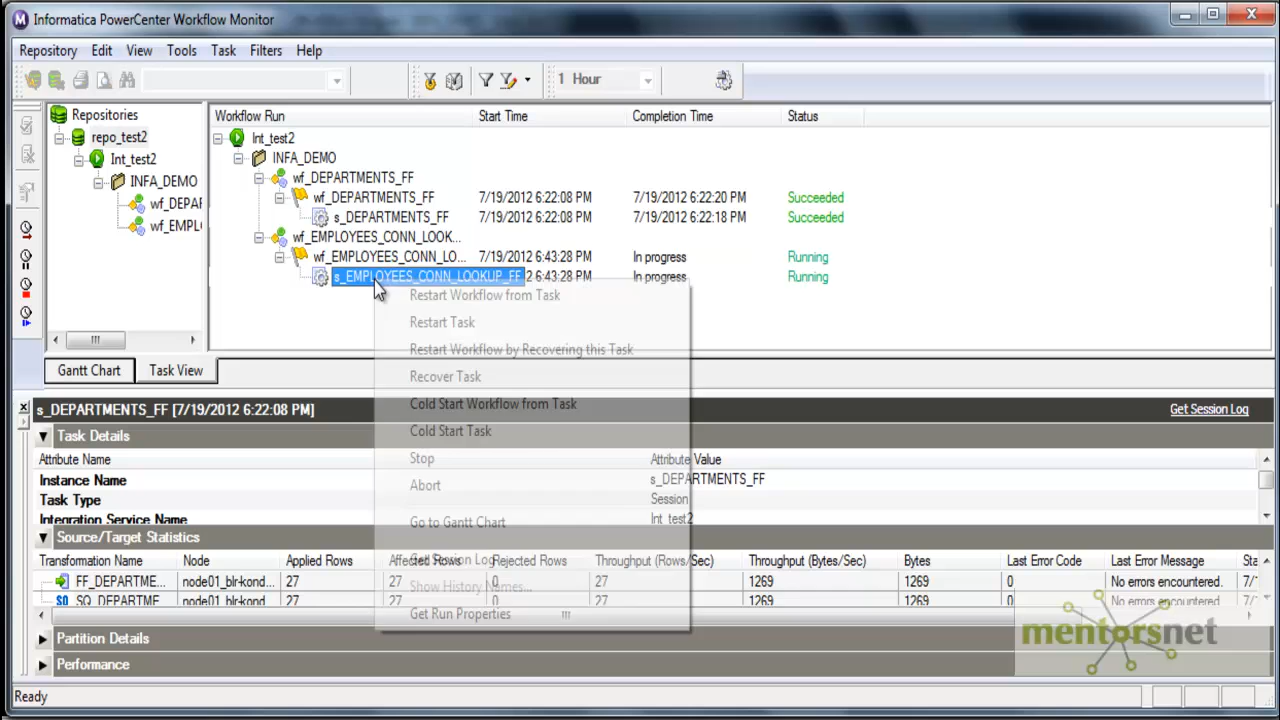 Informatica PowerCenter Workflow Monitor
Repository Edit View Tools Task Filters Help
1 Hour
Repositories
repo_test2
Int_test2
INFA_DEMO
wf_DEPAF
wf_EMPL
Workflow Run Start Time Completion Time Status
Int_test2
INFA_DEMO
wf_DEPARTMENTS_FF
wf_DEPARTMENTS_FF 7/19/2012 6:22:08 PM 7/19/2012 6:22:20 PM Succeeded
s_DEPARTMENTS_FF 7/19/2012 6:22:08 PM 7/19/2012 6:22:18 PM Succeeded
wf_EMPLOYEES_CONN_LOOK...
wf_EMPLOYEES_CONN_LO... 7/19/2012 6:43:28 PM In progress Running
s_EMPLOYEES_CONN_LOOKUP_FF 2 6:43:28 PM In progress Running
Restart Workflow from Task
Restart Task
Restart Workflow by Recovering this Task
Recover Task
Cold Start Workflow from Task
Cold Start Task
Stop
Abort
Go to Gantt Chart
Get Session Log
Show History Names...
Get Run Properties
Gantt Chart Task View
s_DEPARTMENTS_FF [7/19/2012 6:22:08 PM] Get Session Log
Task Details
Attribute Name Attribute Value
Instance Name s_DEPARTMENTS_FF
Task Type Session
Integration Service Name Int_test2
Source/Target Statistics
Transformation Name Node Applied Rows Affected Rows Rejected Rows Throughput (Rows/Sec) Throughput (Bytes/Sec) Bytes Last Error Code Last Error Message Sta
FF_DEPARTME... node01_blr-kond... 27 27 0 27 1269 1269 0 No errors encountered. 7/
SQ_DEPARTME node01_blr-kond... 27 27 0 27 1269 1269 0 No errors encountered. 7/
Partition Details
Performance
mentorsnet
Ready